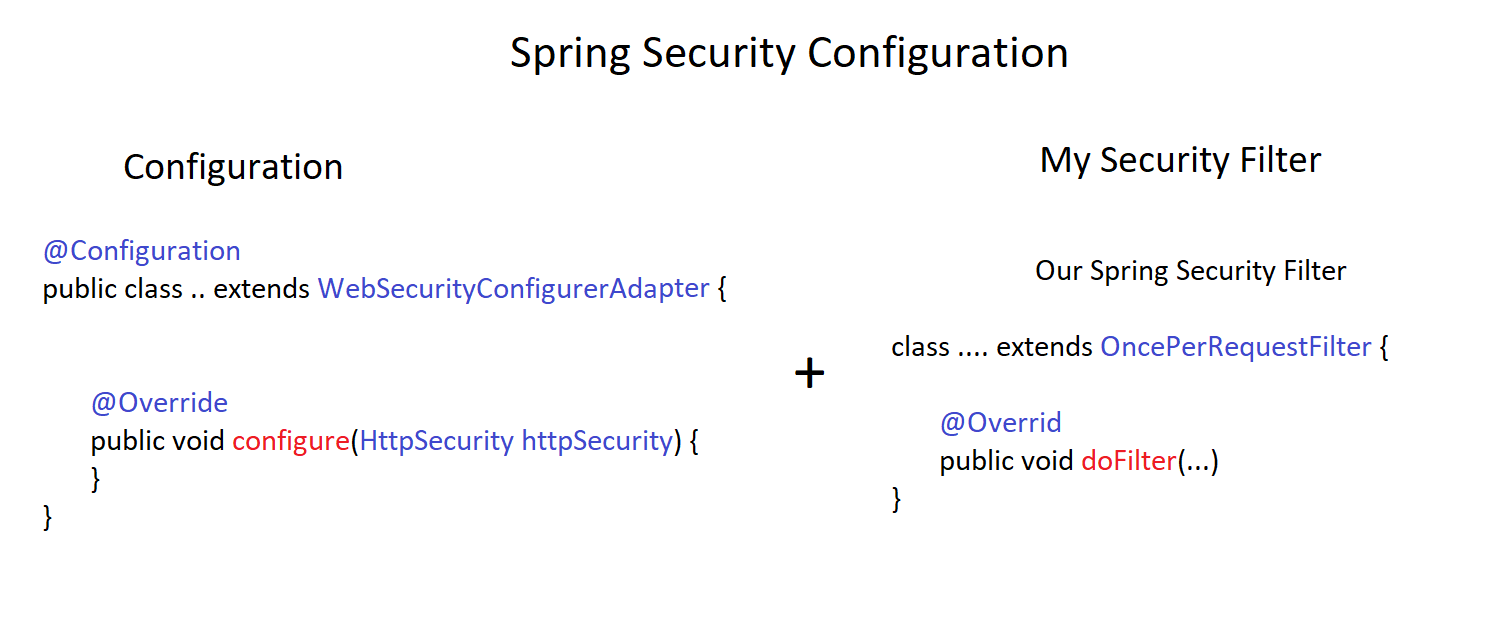 Spring Security Configuration
Configuration
@Configuration
public class .. extends WebSecurityConfigurerAdapter {
@Override
public void configure(HttpSecurity httpSecurity) {
}
}
+
My Security Filter
Our Spring Security Filter
class .... extends OncePerRequestFilter {
@Overrid
public void doFilter(...)
}